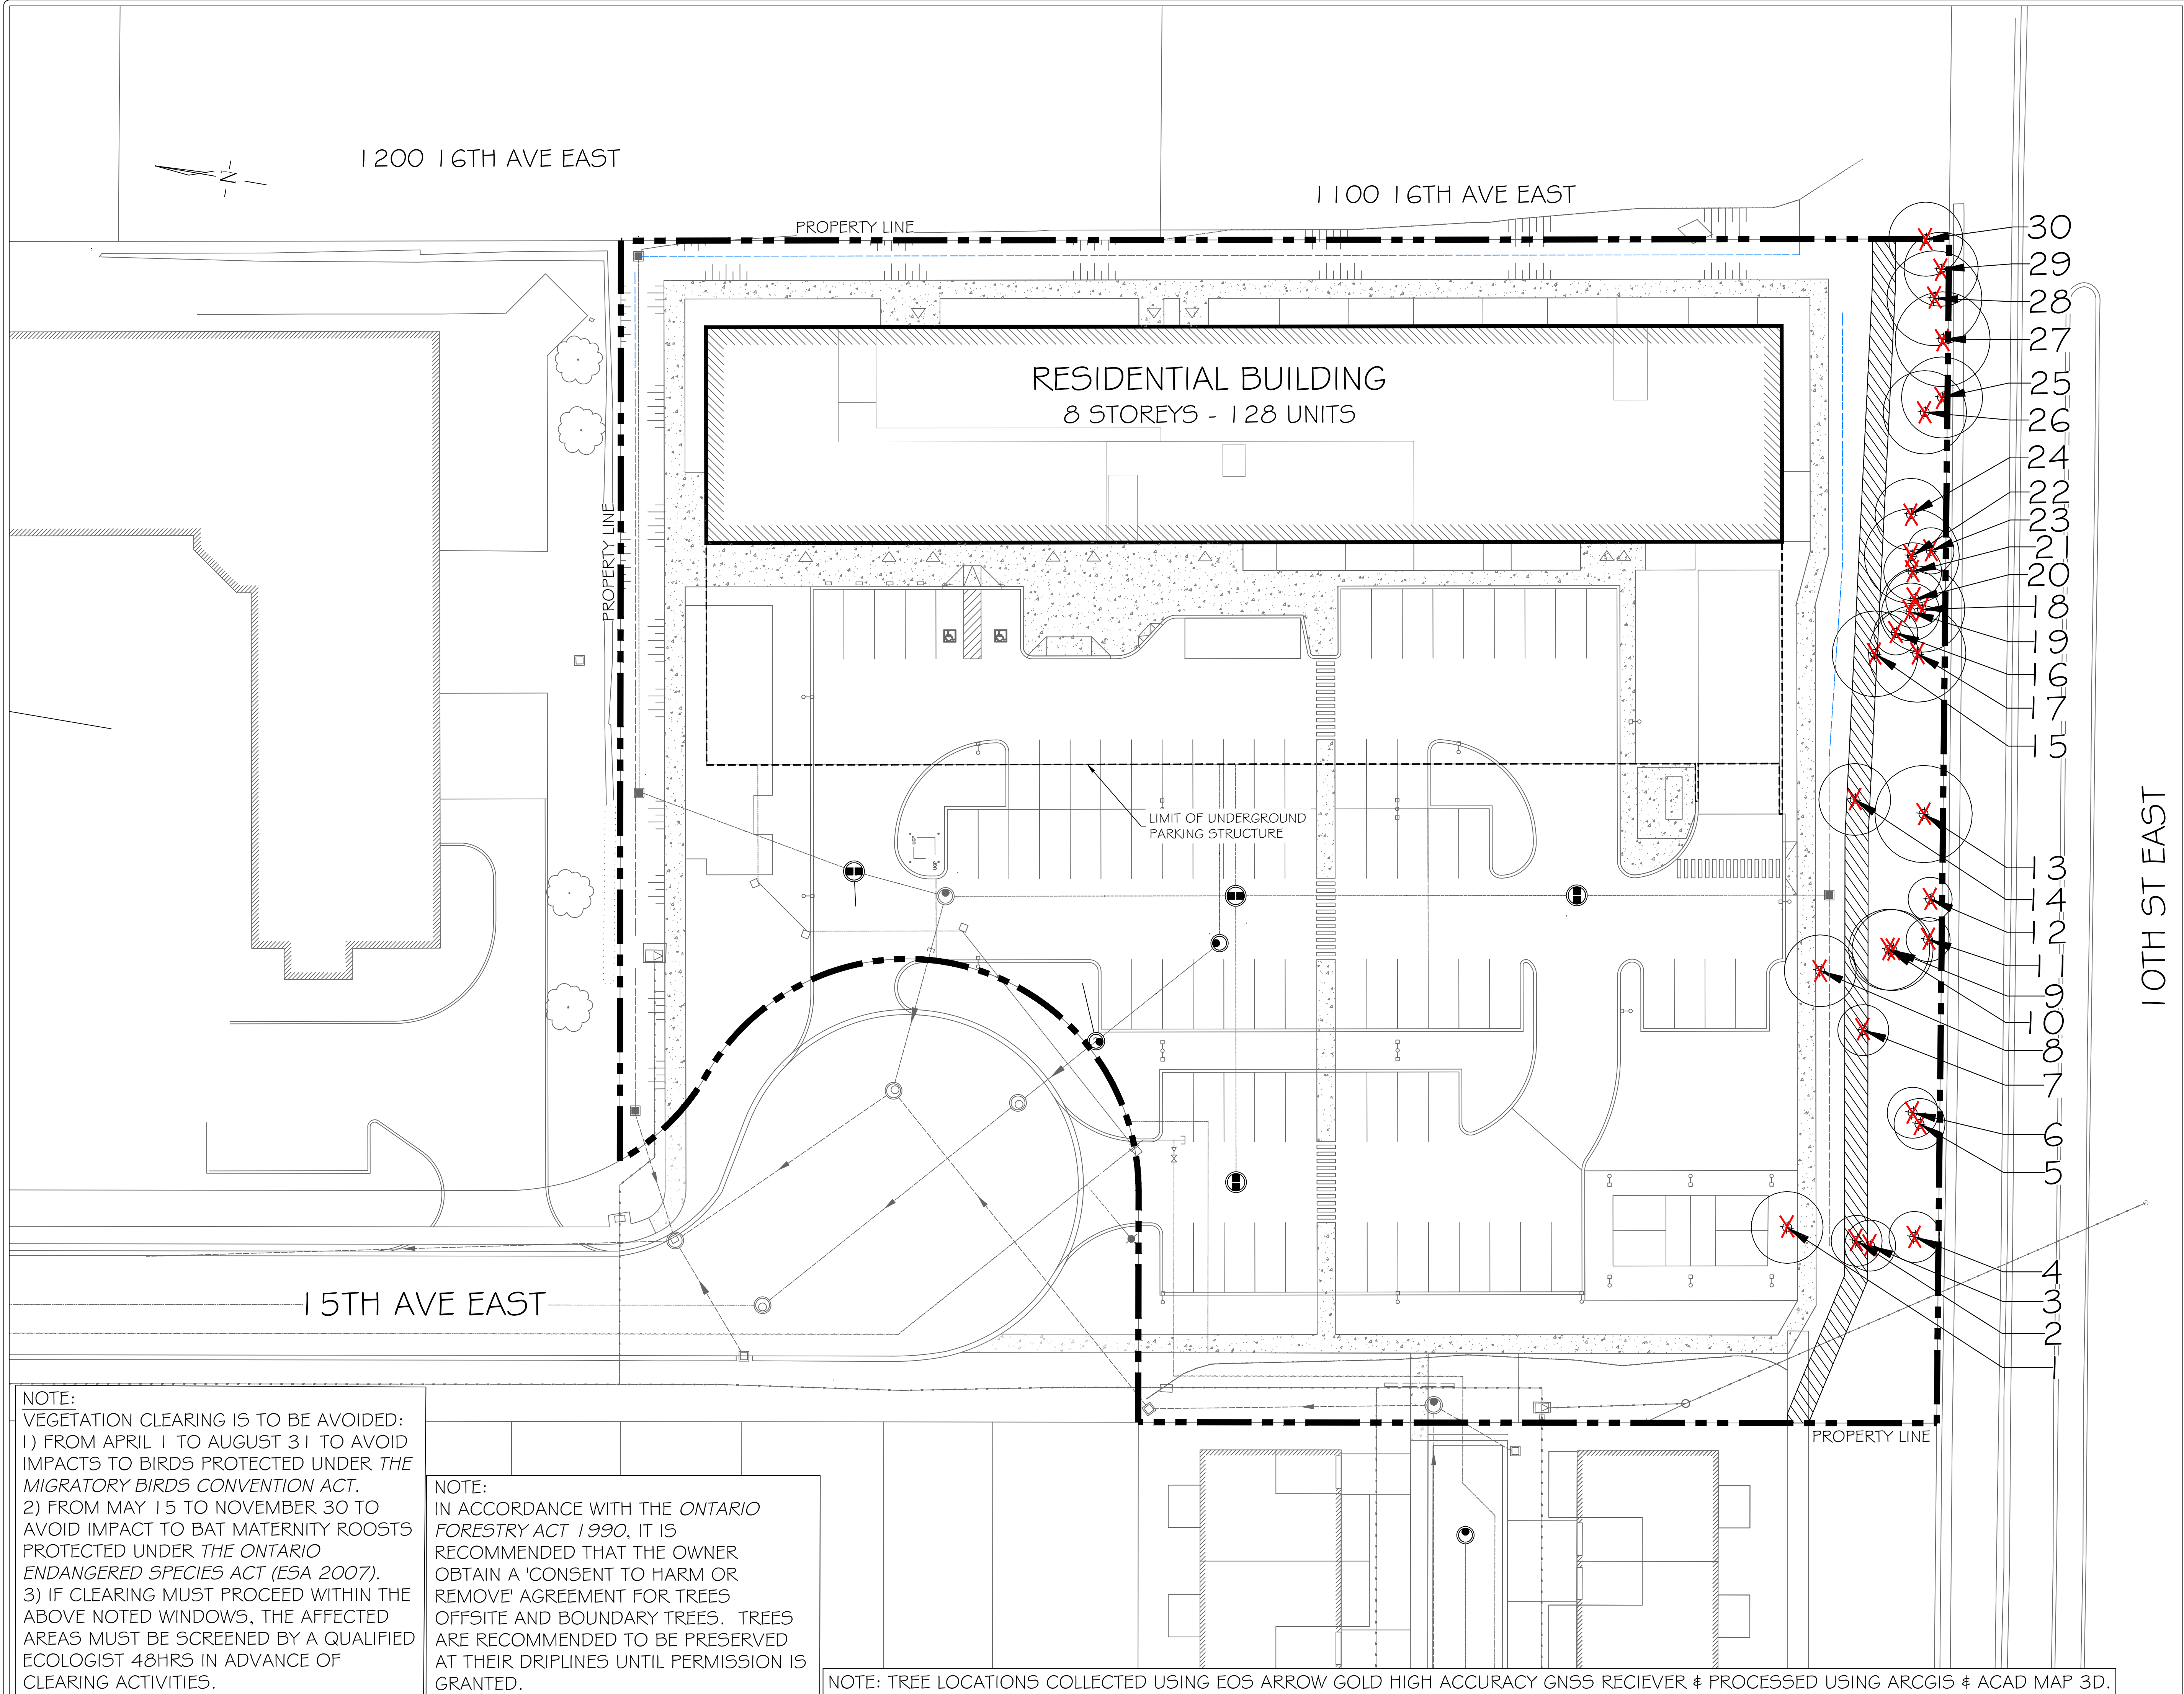 1200 16TH AVE EAST
-N-
1100 16TH AVE EAST
PROPERTY LINE
30
29
28
27
25
26
24
22
23
21
20
18
19
16
17
15
13
14
12
11
9
10
8
7
6
5
4
3
2
1
10TH ST EAST
RESIDENTIAL BUILDING
8 STOREYS - 128 UNITS
PROPERTY LINE
LIMIT OF UNDERGROUND
PARKING STRUCTURE
UGP
UGP
15TH AVE EAST
PROPERTY LINE
NOTE:
VEGETATION CLEARING IS TO BE AVOIDED:
1) FROM APRIL 1 TO AUGUST 31 TO AVOID
IMPACTS TO BIRDS PROTECTED UNDER THE
MIGRATORY BIRDS CONVENTION ACT.
2) FROM MAY 15 TO NOVEMBER 30 TO
AVOID IMPACT TO BAT MATERNITY ROOSTS
PROTECTED UNDER THE ONTARIO
ENDANGERED SPECIES ACT (ESA 2007).
3) IF CLEARING MUST PROCEED WITHIN THE
ABOVE NOTED WINDOWS, THE AFFECTED
AREAS MUST BE SCREENED BY A QUALIFIED
ECOLOGIST 48HRS IN ADVANCE OF
CLEARING ACTIVITIES.
NOTE:
IN ACCORDANCE WITH THE ONTARIO
FORESTRY ACT 1990, IT IS
RECOMMENDED THAT THE OWNER
OBTAIN A 'CONSENT TO HARM OR
REMOVE' AGREEMENT FOR TREES
OFFSITE AND BOUNDARY TREES. TREES
ARE RECOMMENDED TO BE PRESERVED
AT THEIR DRIPLINES UNTIL PERMISSION IS
GRANTED.
NOTE: TREE LOCATIONS COLLECTED USING EOS ARROW GOLD HIGH ACCURACY GNSS RECIEVER & PROCESSED USING ARCGIS & ACAD MAP 3D.